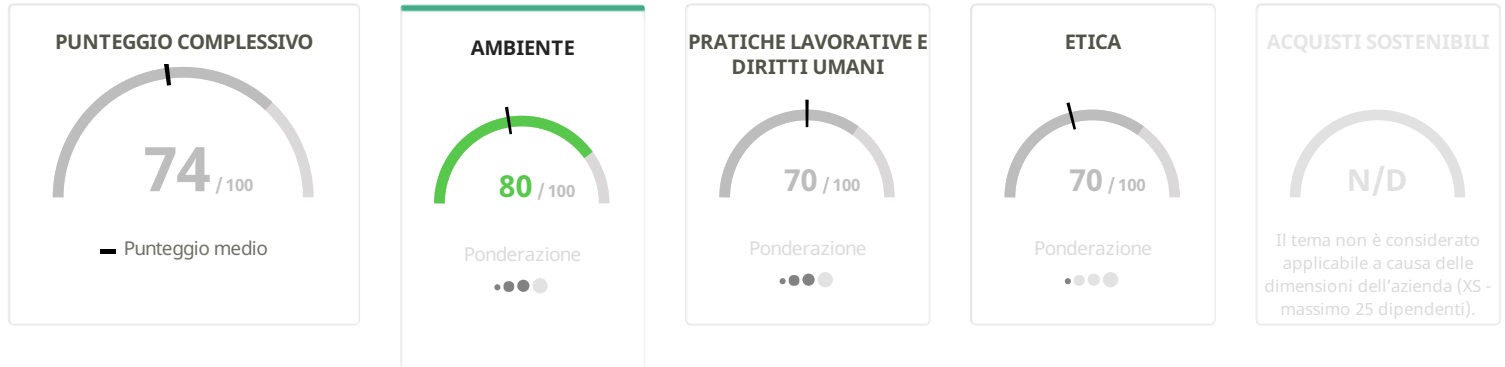 PUNTEGGIO COMPLESSIVO
74 / 100
Punteggio medio
AMBIENTE
80 / 100
Ponderazione
PRATICHE LAVORATIVE E
DIRITTI UMANI
70 / 100
Ponderazione
ETICA
70 / 100
Ponderazione
ACQUISTI SOSTENIBILI
N/D
Il tema non è considerato
applicabile a causa delle
dimensioni dell'azienda (XS -
massimo 25 dipendenti).